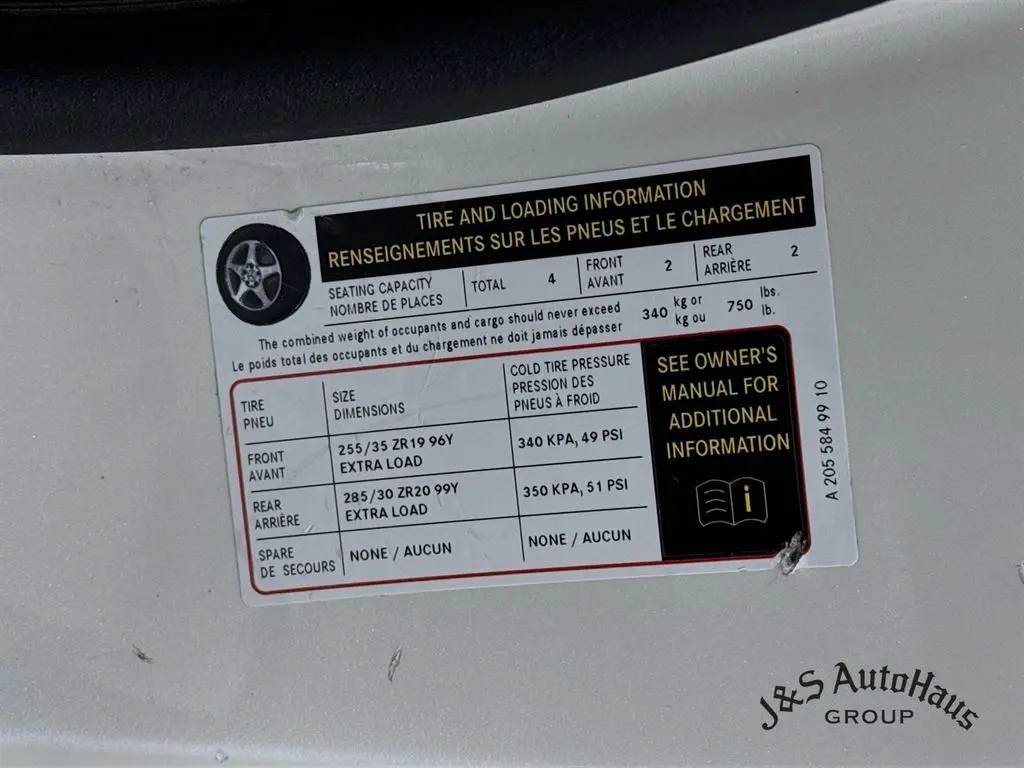 TIRE AND LOADING INFORMATION
RENSEIGNEMENTS SUR LES PNEUS ET LE CHARGEMENT
SEATING CAPACITY
NOMBRE DE PLACES
TOTAL 4
FRONT
AVANT
2
REAR
ARRIÈRE
2
The combined weight of occupants and cargo should never exceed
Le poids total des occupants et du chargement ne doit jamais dépasser
340
kg or
kg ou
750
lbs.
lb.
TIRE
PNEU
SIZE
DIMENSIONS
COLD TIRE PRESSURE
PRESSION DES
PNEUS À FROID
FRONT
AVANT
255/35 ZR19 96Y
EXTRA LOAD
340 KPA, 49 PSI
REAR
ARRIÈRE
285/30 ZR20 99Y
EXTRA LOAD
350 KPA, 51 PSI
SPARE
DE SECOURS
NONE / AUCUN
NONE / AUCUN
SEE OWNER'S
MANUAL FOR
ADDITIONAL
INFORMATION
i
A 205 584 99 10
J&S AutoHaus
GROUP